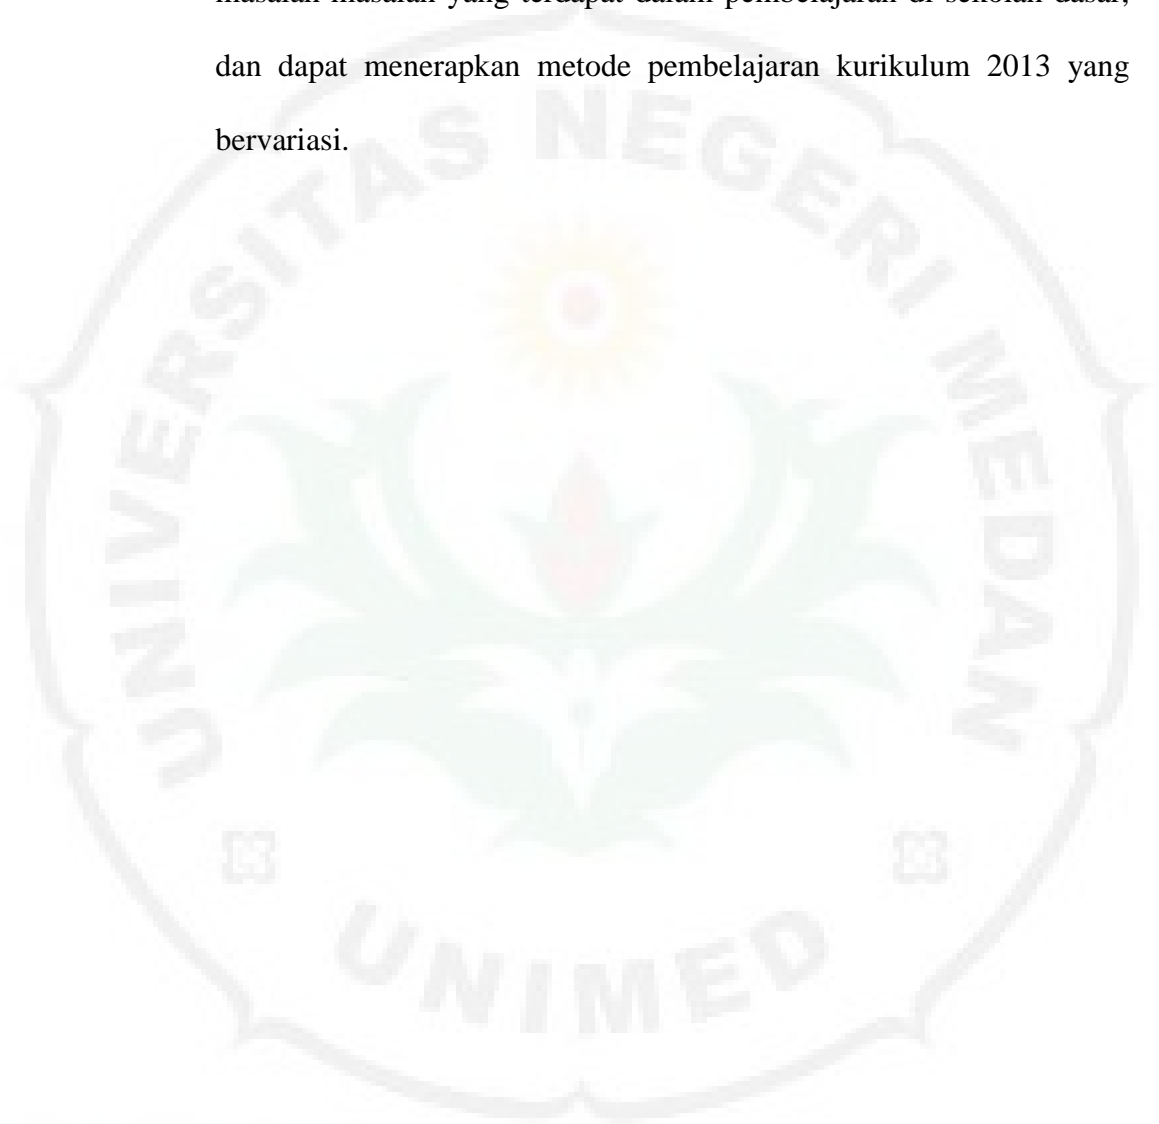 masalah-masalah yang terdapat dalam pembelajaran di sekolah dasar,
dan dapat menerapkan metode pembelajaran kurikulum 2013 yang
bervariasi.
UNIVERSITAS NEGERI MEDAN
UNIMED